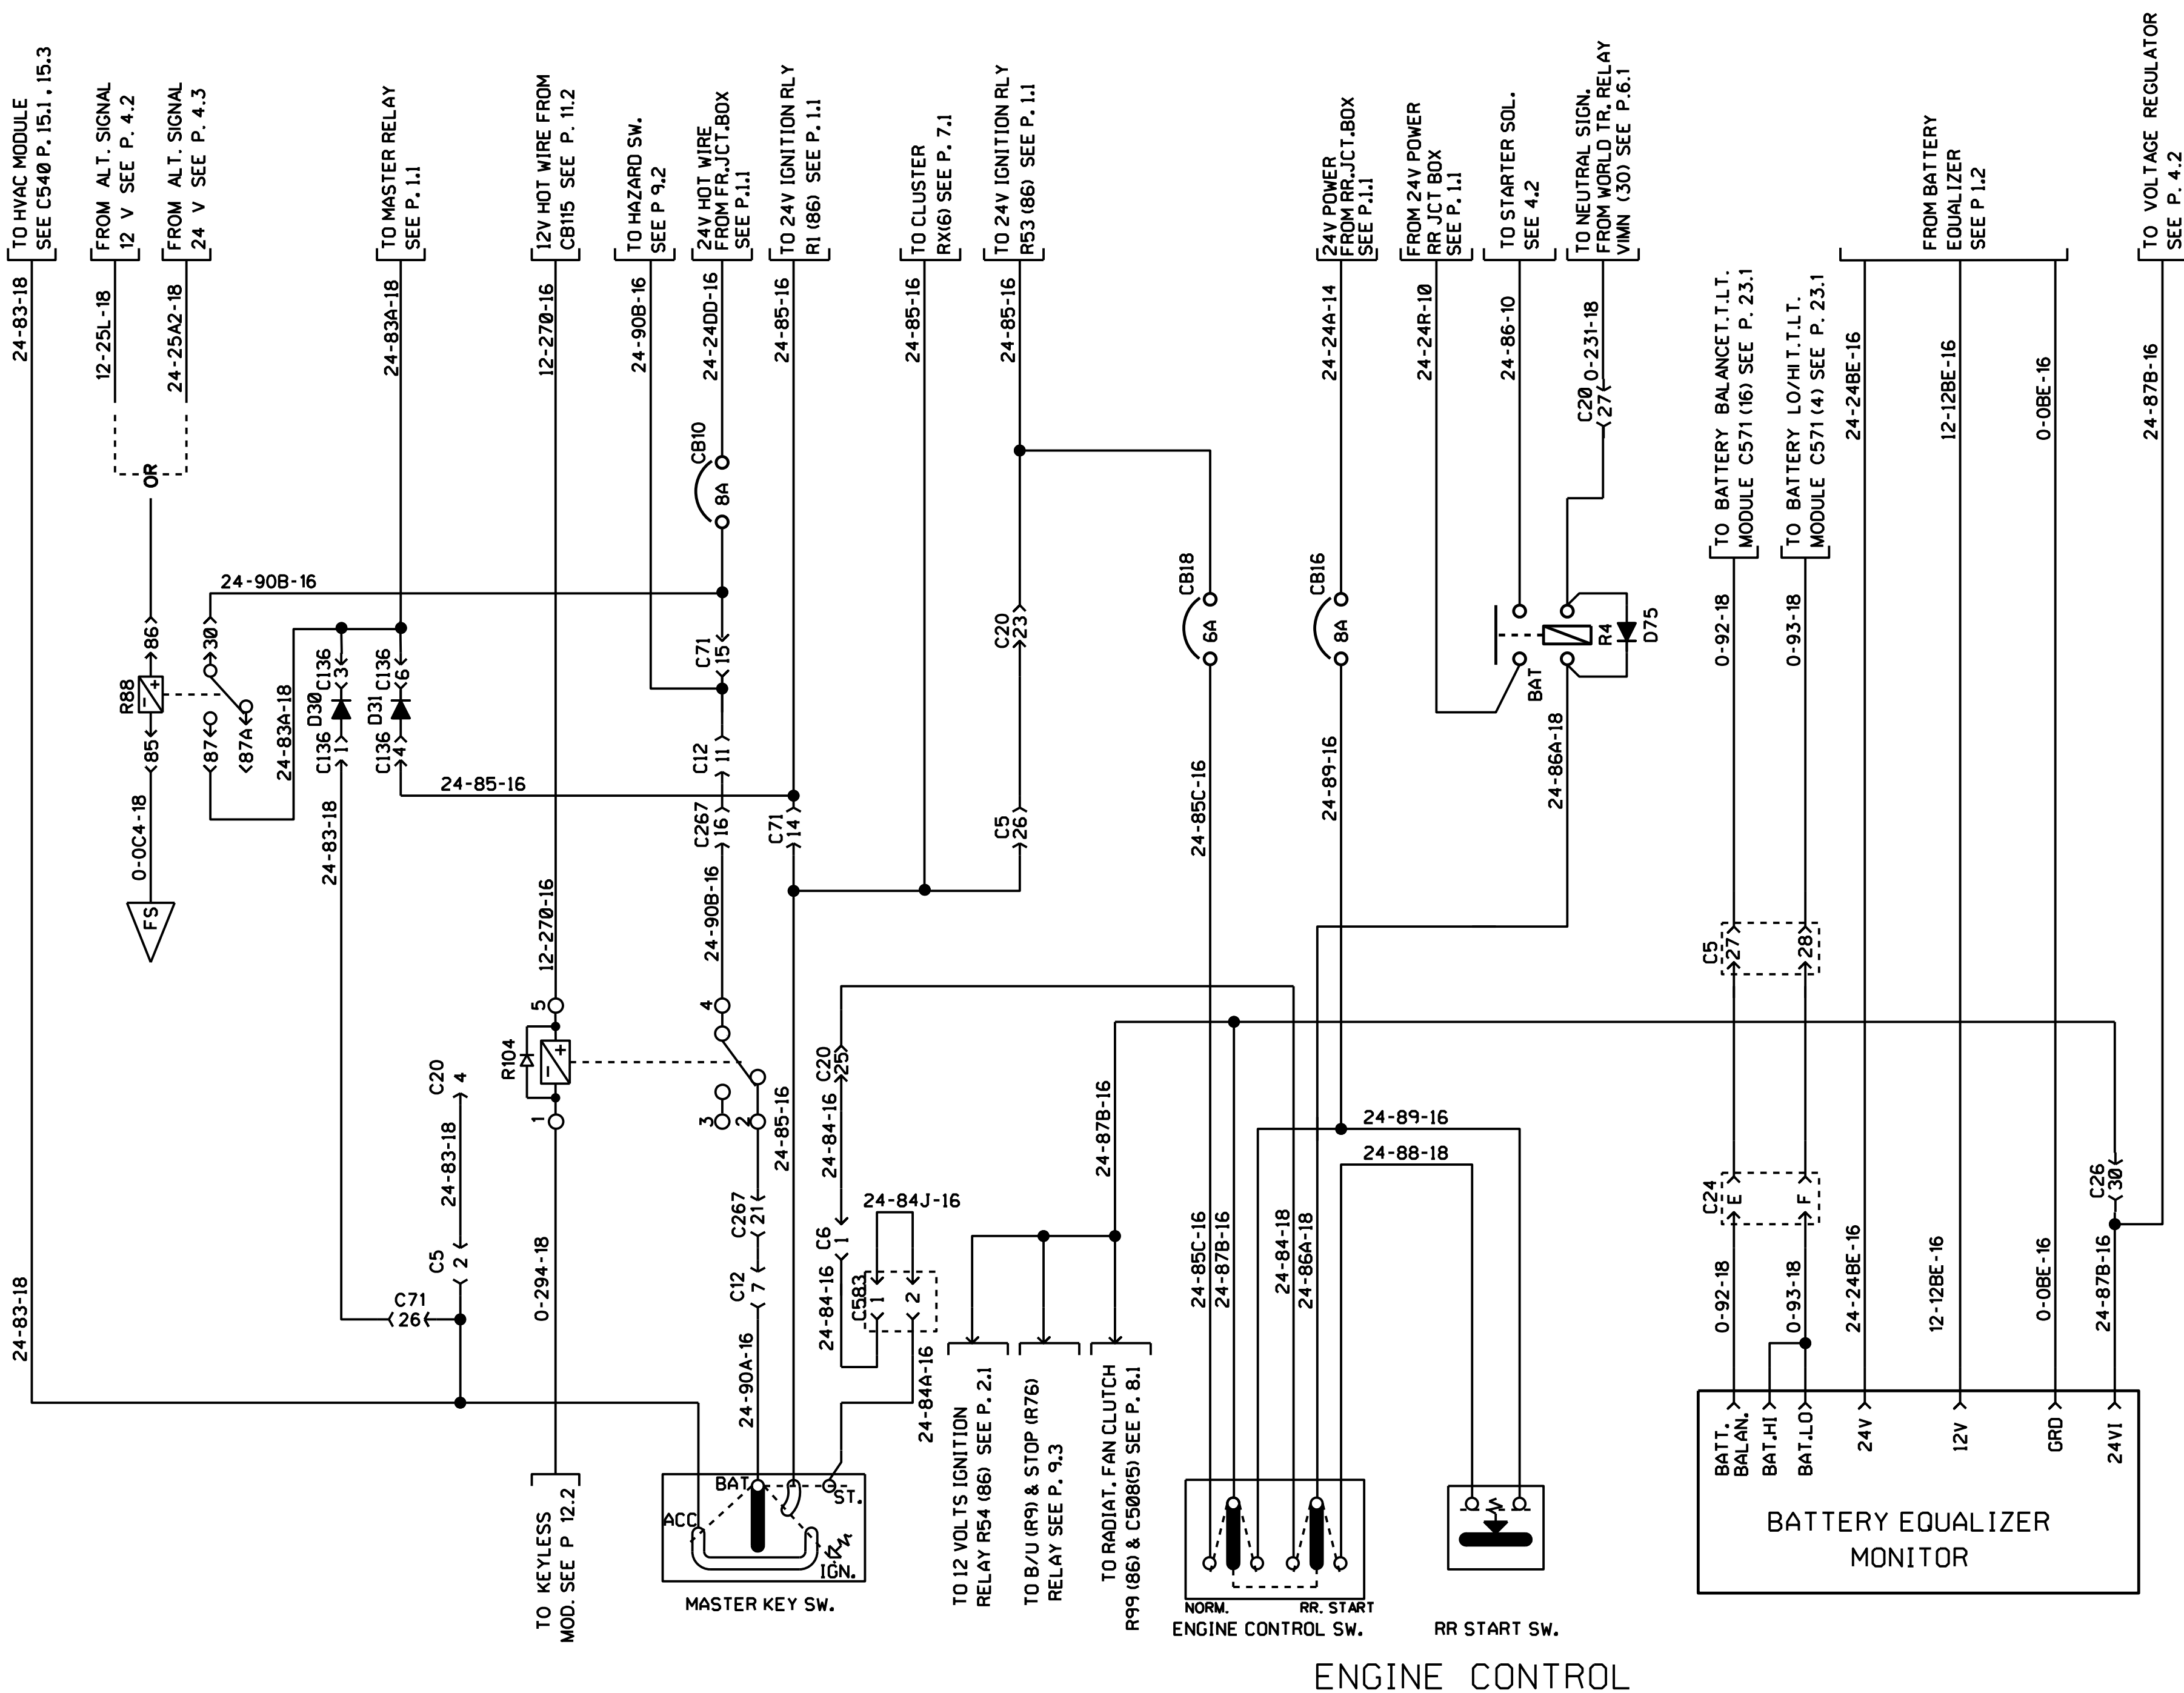 TO HVAC MODULE
SEE C540 P. 15.1 , 15.3
FROM ALT. SIGNAL
12 V SEE P. 4.2
FROM ALT. SIGNAL
24 V SEE P. 4.3
TO MASTER RELAY
SEE P. 1.1
12V HOT WIRE FROM
CB115 SEE P. 11.2
TO HAZARD SW.
SEE P 9.2
24V HOT WIRE
FROM FR.JCT.BOX
SEE P.1.1
TO 24V IGNITION RLY
R1 (86) SEE P. 1.1
TO CLUSTER
RX(6) SEE P. 7.1
TO 24V IGNITION RLY
R53 (86) SEE P. 1.1
24V POWER
FROM RR.JCT.BOX
SEE P.1.1
FROM 24V POWER
RR JCT BOX
SEE P. 1.1
TO STARTER SOL.
SEE 4.2
TO NEUTRAL SIGN.
FROM WORLD TR. RELAY
VIMN (30) SEE P.6.1
FROM BATTERY
EQUALIZER
SEE P 1.2
TO VOLTAGE REGULATOR
SEE P. 4.2
24-83-18
12-25L-18
24-25A2-18
24-83A-18
12-270-16
24-90B-16
24-24DD-16
24-85-16
24-85-16
24-85-16
24-24A-14
24-24R-10
24-86-10
0-231-18
C20
27
TO BATTERY BALANCE T.T.LT.
MODULE C571 (16) SEE P. 23.1
TO BATTERY LO/HI T.T.LT.
MODULE C571 (4) SEE P. 23.1
24-24BE-16
12-12BE-16
0-0BE-16
24-87B-16
OR
CB10
8A
24-90B-16
R88
86
30
85
87
87A
24-83A-18
C136
3
D30
C136
1
C136
6
D31
C136
4
C71
15
C12
11
C267
16
24-85-16
C71
14
C20
23
C5
26
CB18
6A
CB16
8A
BAT
R4
D75
0-92-18
0-93-18
0-0C4-18
FS
24-83-18
12-270-16
24-90B-16
24-85C-16
24-89-16
24-86A-18
C5
27
28
R104
5
1
4
3
2
24-85-16
C20
25
24-84-16
24-87B-16
24-89-16
24-88-18
C20
4
24-83-18
C5
2
C71
26
0-294-18
C267
21
C12
7
24-90A-16
C6
1
24-84-16
24-84J-16
C583
1
2
24-84A-16
24-85C-16
24-87B-16
24-84-18
24-86A-18
C24
E
F
C26
30
24-83-18
0-92-18
0-93-18
24-24BE-16
12-12BE-16
0-0BE-16
24-87B-16
TO KEYLESS
MOD. SEE P 12.2
BAT
ACC
ST.
IGN.
MASTER KEY SW.
TO 12 VOLTS IGNITION
RELAY R54 (86) SEE P. 2.1
TO B/U (R9) & STOP (R76)
RELAY SEE P. 9.3
TO RADIAT. FAN CLUTCH
R99 (86) & C508(5) SEE P. 8.1
NORM.
RR. START
ENGINE CONTROL SW.
RR START SW.
BATT.
BALAN.
BAT.HI
BAT.LO
24V
12V
GRD
24VI
BATTERY EQUALIZER
MONITOR
ENGINE CONTROL